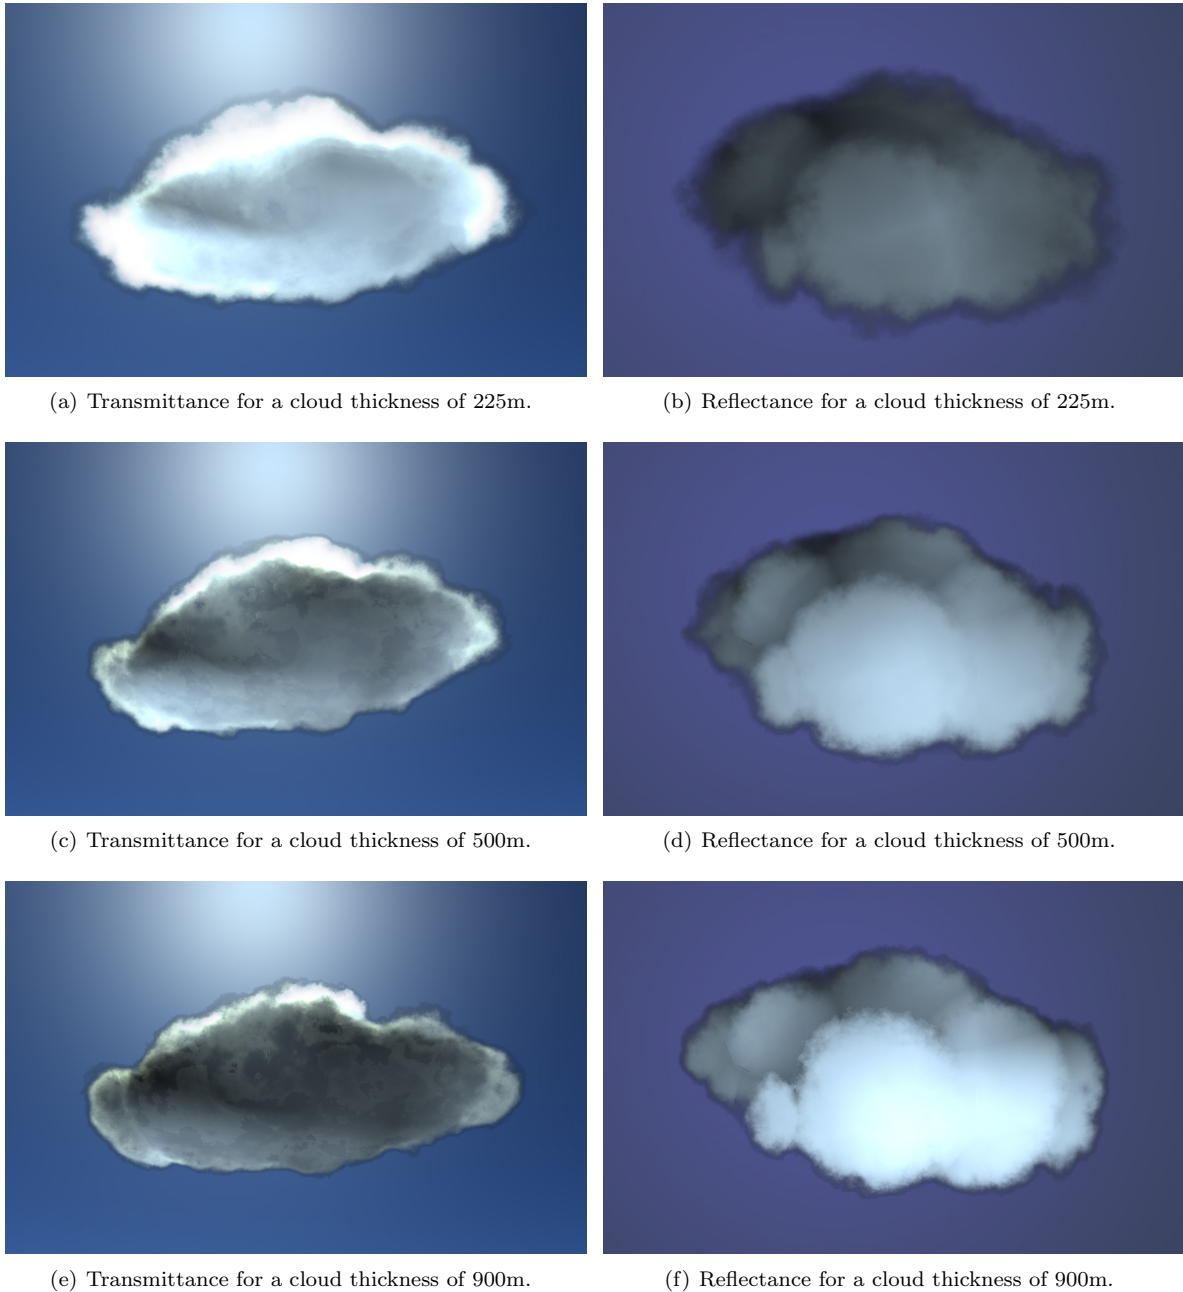 (a) Transmittance for a cloud thickness of 225m.
(b) Reflectance for a cloud thickness of 225m.
(c) Transmittance for a cloud thickness of 500m.
(d) Reflectance for a cloud thickness of 500m.
(e) Transmittance for a cloud thickness of 900m.
(f) Reflectance for a cloud thickness of 900m.